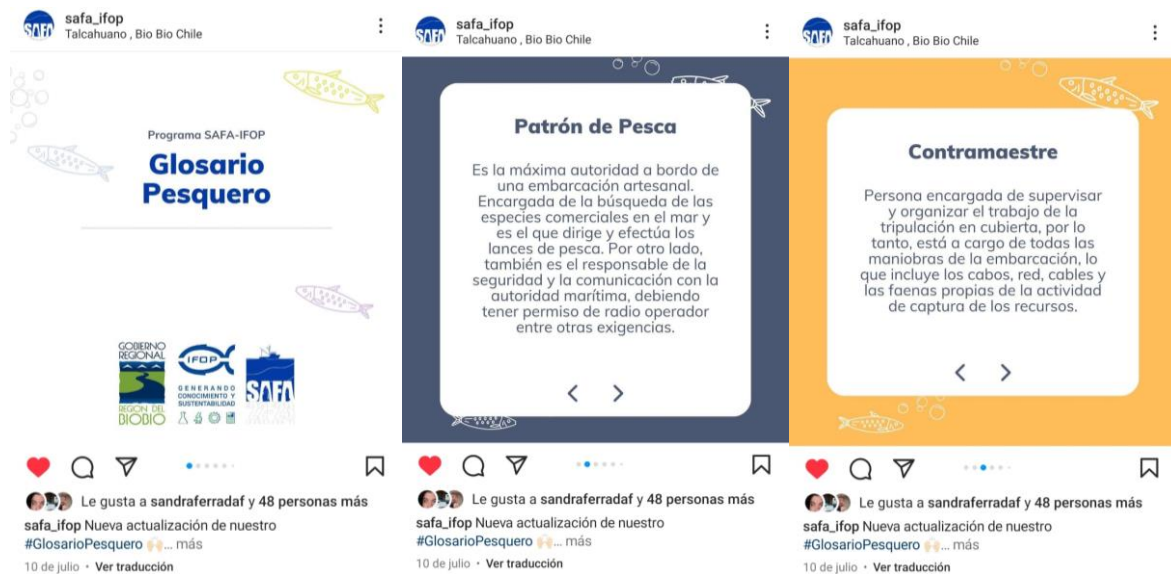 safa_ifop
Talcahuano , Bio Bio Chile
Programa SAFA-IFOP
Glosario
Pesquero
GOBIERNO
REGIONAL
REGIÓN DEL
BIOBIO
IFOP
GENERANDO
CONOCIMIENTO Y
SUSTENTABILIDAD
SAFA
Le gusta a sandraferradaf y 48 personas más
safa_ifop Nueva actualización de nuestro
#GlosarioPesquero 🙌🏻... más
10 de julio • Ver traducción
SAFA
safa_ifop
Talcahuano , Bio Bio Chile
Patrón de Pesca
Es la máxima autoridad a bordo de
una embarcación artesanal.
Encargada de la búsqueda de las
especies comerciales en el mar y
es el que dirige y efectúa los
lances de pesca. Por otro lado,
también es el responsable de la
seguridad y la comunicación con la
autoridad marítima, debiendo
tener permiso de radio operador
entre otras exigencias.
Le gusta a sandraferradaf y 48 personas más
safa_ifop Nueva actualización de nuestro
#GlosarioPesquero 🙌🏻... más
10 de julio • Ver traducción
SAFA
safa_ifop
Talcahuano , Bio Bio Chile
Contramaestre
Persona encargada de supervisar
y organizar el trabajo de la
tripulación en cubierta, por lo
tanto, está a cargo de todas las
maniobras de la embarcación, lo
que incluye los cabos, red, cables y
las faenas propias de la actividad
de captura de los recursos.
Le gusta a sandraferradaf y 48 personas más
safa_ifop Nueva actualización de nuestro
#GlosarioPesquero 🙌🏻... más
10 de julio • Ver traducción
SAFA